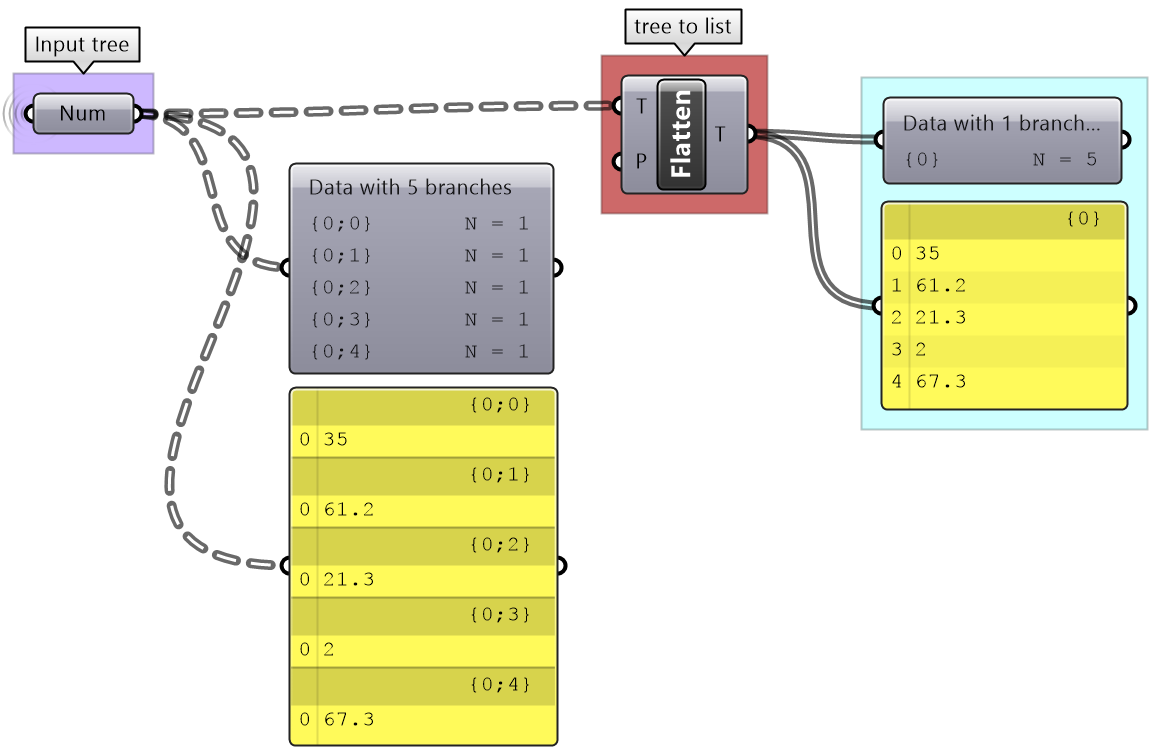 Input tree
Num
tree to list
T
P
Flatten
T
Data with 1 branch...
{0} N = 5
{0}
0 35
1 61.2
2 21.3
3 2
4 67.3
Data with 5 branches
{0;0} N = 1
{0;1} N = 1
{0;2} N = 1
{0;3} N = 1
{0;4} N = 1
{0;0}
0 35
{0;1}
0 61.2
{0;2}
0 21.3
{0;3}
0 2
{0;4}
0 67.3